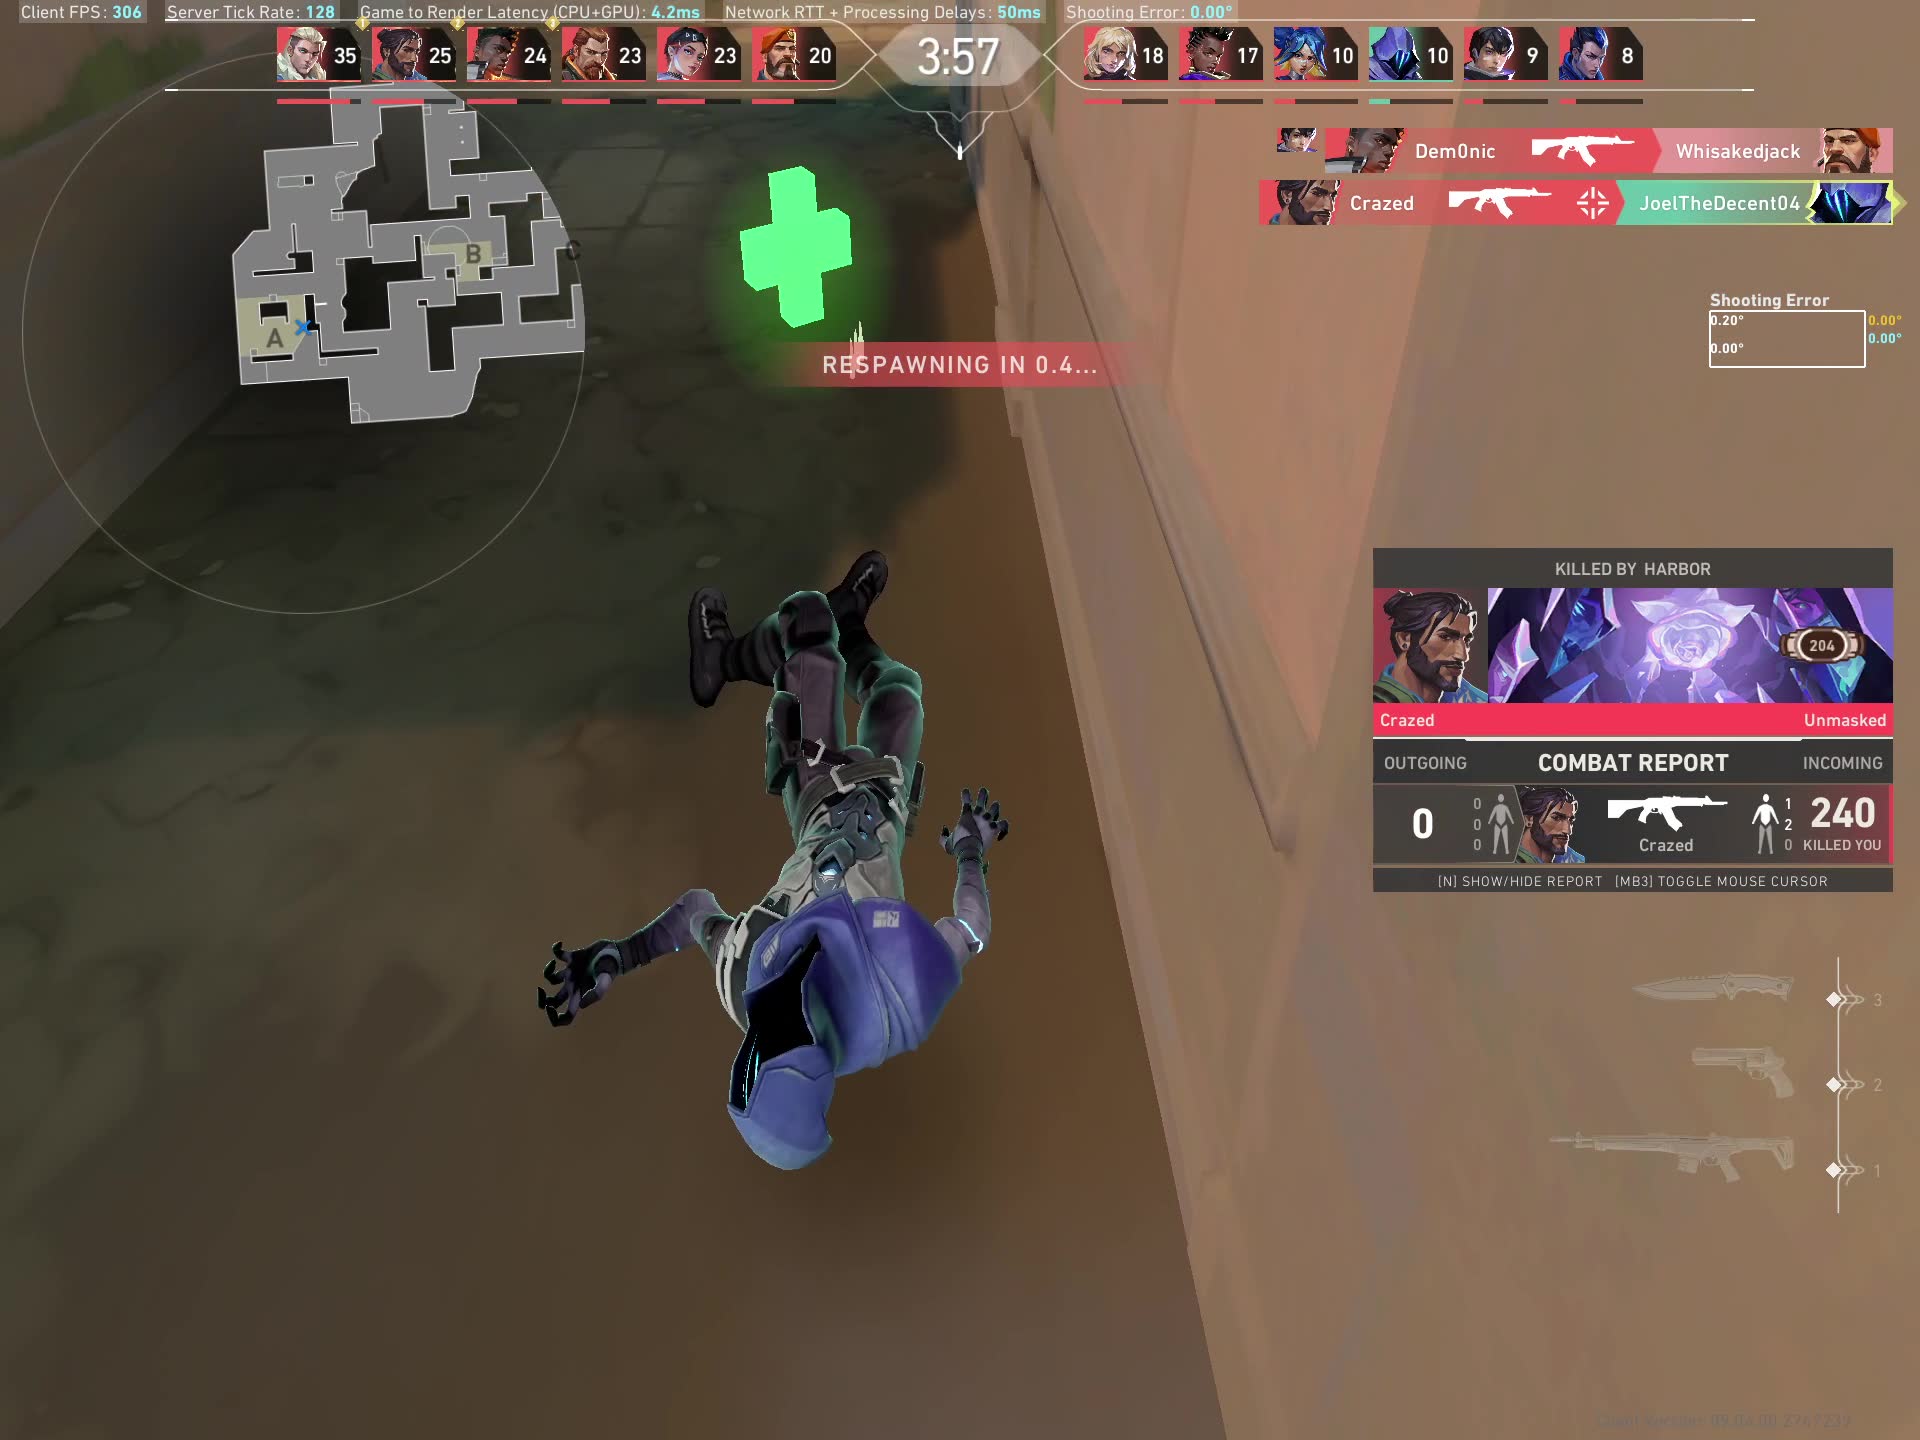 Client FPS: 306
Server Tick Rate: 128
Game to Render Latency (CPU+GPU): 4.2ms
Network RTT + Processing Delays: 50ms
Shooting Error: 0.00°
35
25
24
23
23
20
3:57
18
17
10
10
9
8
Dem0nic
Whisakedjack
Crazed
JoelTheDecent04
A
B
C
RESPAWNING IN 0.4...
Shooting Error
0.20°
0.00°
0.00°
0.00°
KILLED BY HARBOR
204
Crazed
Unmasked
OUTGOING
COMBAT REPORT
INCOMING
0
0
0
0
Crazed
1
2
0
240
KILLED YOU
[N] SHOW/HIDE REPORT [MB3] TOGGLE MOUSE CURSOR
3
2
1